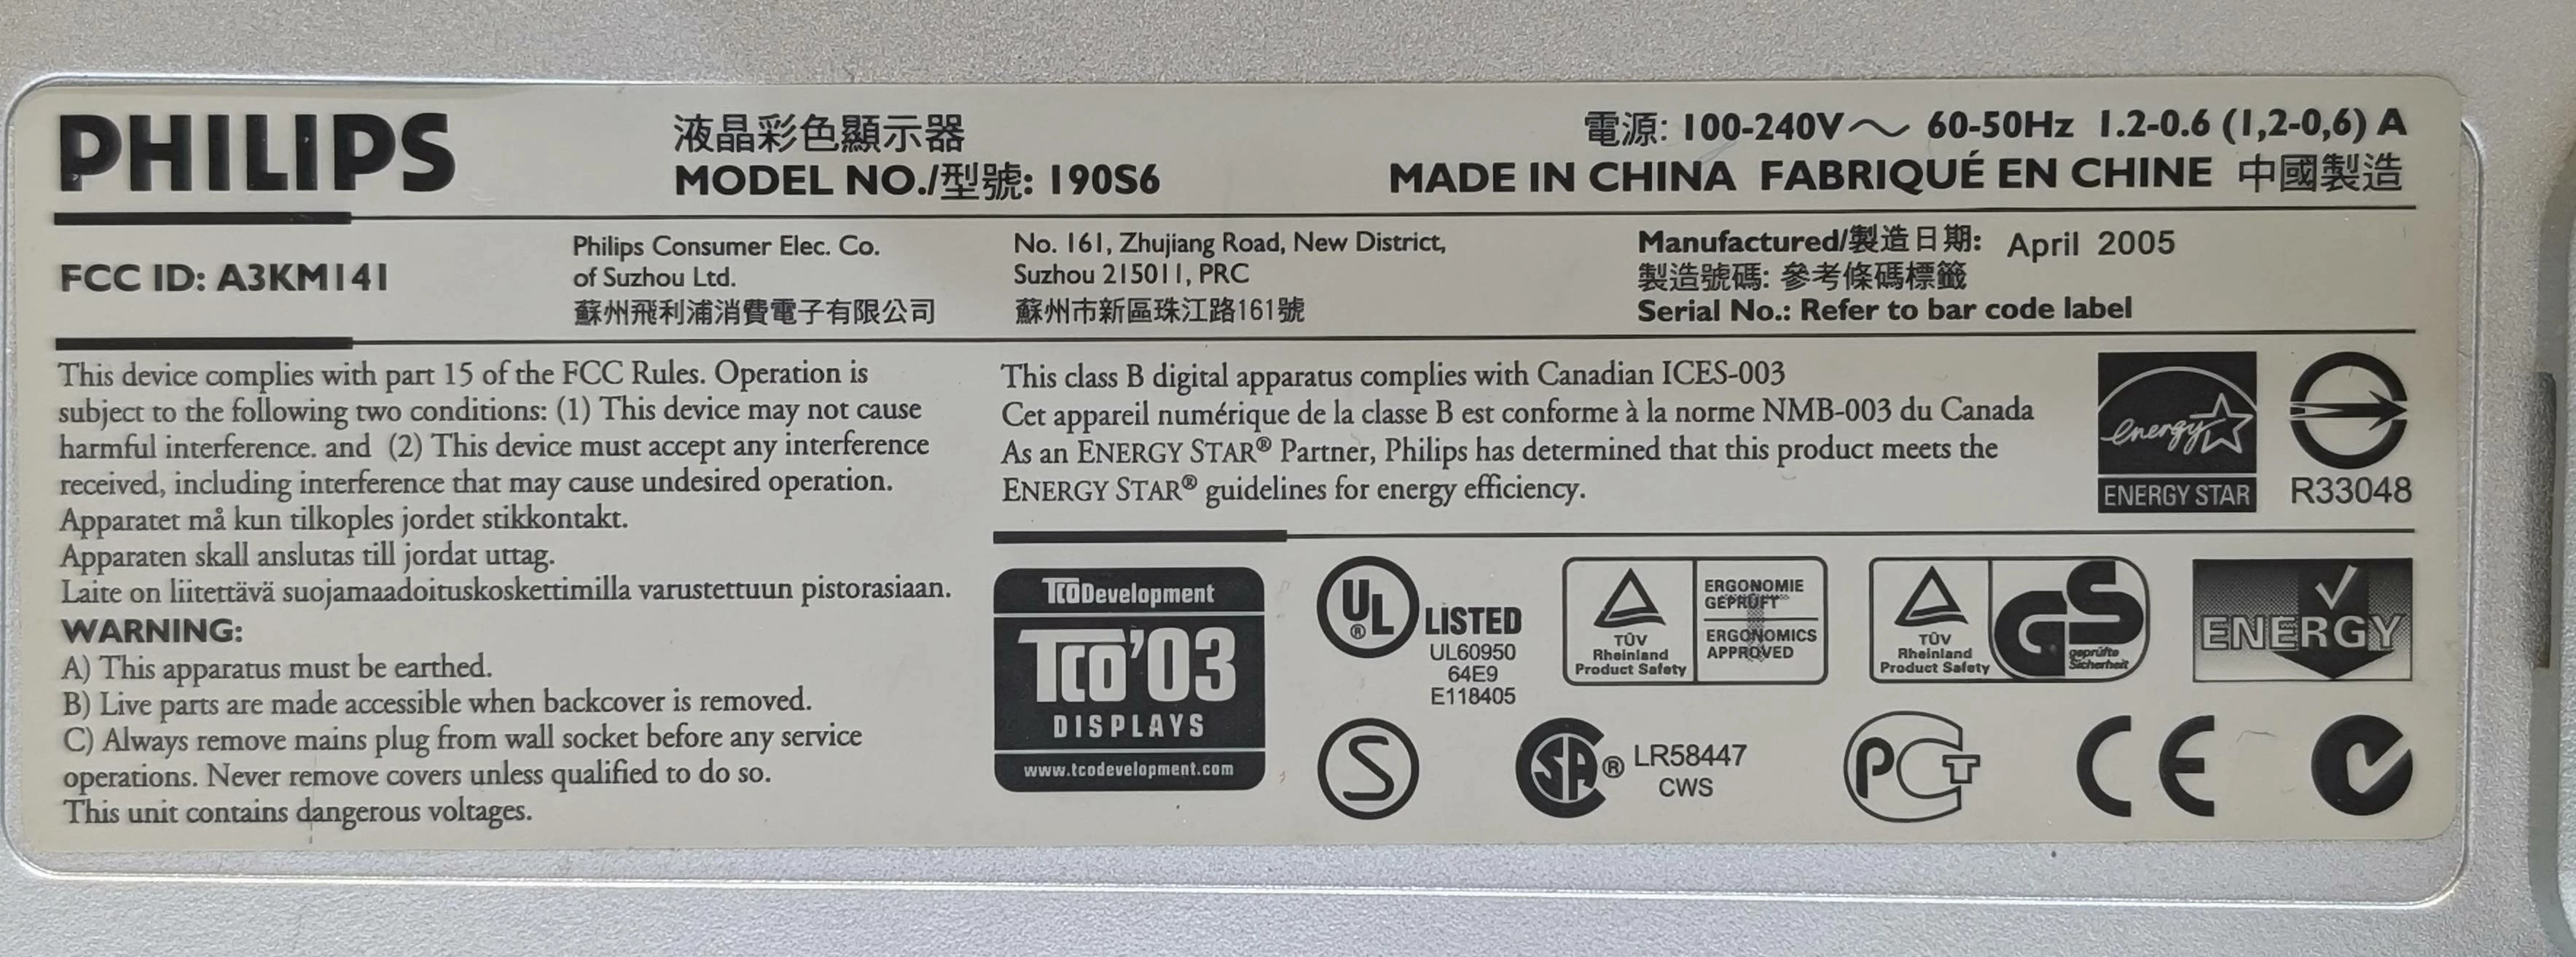 PHILIPS
液晶彩色顯示器
MODEL NO./型號: 190S6
電源: 100-240V～ 60-50Hz 1.2-0.6 (1,2-0,6) A
MADE IN CHINA FABRIQUÉ EN CHINE 中國製造
FCC ID: A3KM141
Philips Consumer Elec. Co.
of Suzhou Ltd.
蘇州飛利浦消費電子有限公司
No. 161, Zhujiang Road, New District,
Suzhou 215011, PRC
蘇州市新區珠江路161號
Manufactured/製造日期: April 2005
製造號碼: 參考條碼標籤
Serial No.: Refer to bar code label
This device complies with part 15 of the FCC Rules. Operation is
subject to the following two conditions: (1) This device may not cause
harmful interference. and (2) This device must accept any interference
received, including interference that may cause undesired operation.
Apparatet må kun tilkoples jordet stikkontakt.
Apparaten skall anslutas till jordat uttag.
Laite on liitettävä suojamaadoituskoskettimilla varustettuun pistorasiaan.
WARNING:
A) This apparatus must be earthed.
B) Live parts are made accessible when backcover is removed.
C) Always remove mains plug from wall socket before any service
operations. Never remove covers unless qualified to do so.
This unit contains dangerous voltages.
This class B digital apparatus complies with Canadian ICES-003
Cet appareil numérique de la classe B est conforme à la norme NMB-003 du Canada
As an ENERGY STAR® Partner, Philips has determined that this product meets the
ENERGY STAR® guidelines for energy efficiency.
energy
ENERGY STAR
R33048
TCODevelopment
TCO'03
DISPLAYS
www.tcodevelopment.com
UL®
LISTED
UL60950
64E9
E118405
TÜV
Rheinland
Product Safety
ERGONOMIE
GEPRÜFT
ERGONOMICS
APPROVED
TÜV
Rheinland
Product Safety
GS
geprüfte
Sicherheit
ENERGY
S
SA®
LR58447
CWS
PCT
CE